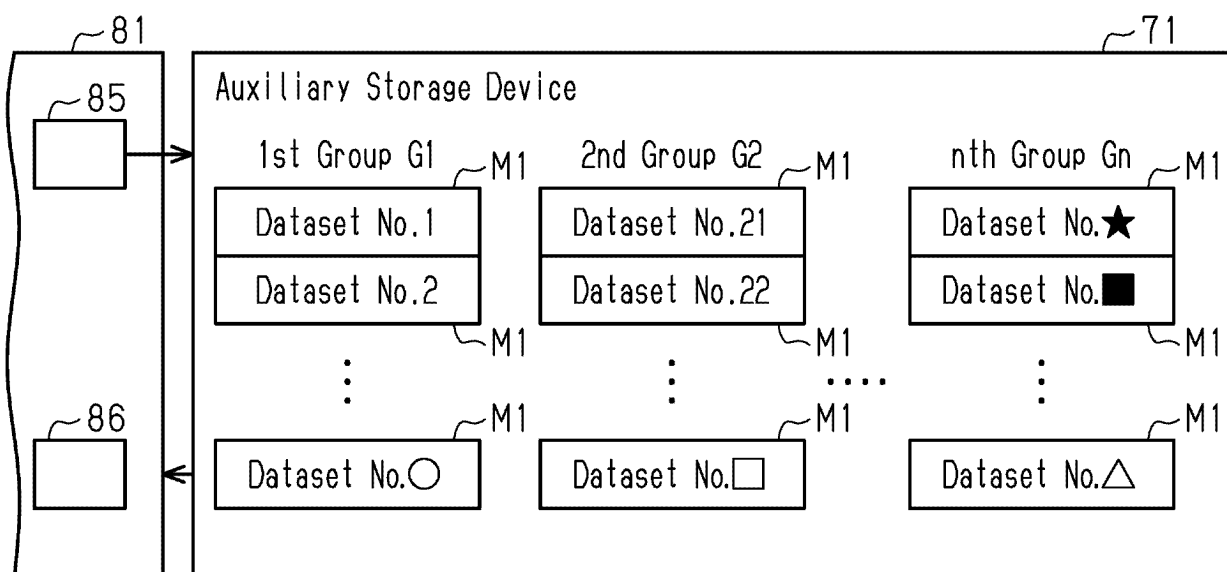 81
71
85
Auxiliary Storage Device
1st Group G1
2nd Group G2
nth Group Gn
M1
M1
M1
Dataset No.1
Dataset No.21
Dataset No.★
Dataset No.2
Dataset No.22
Dataset No.■
M1
M1
M1
86
M1
M1
M1
Dataset No.○
Dataset No.□
Dataset No.△